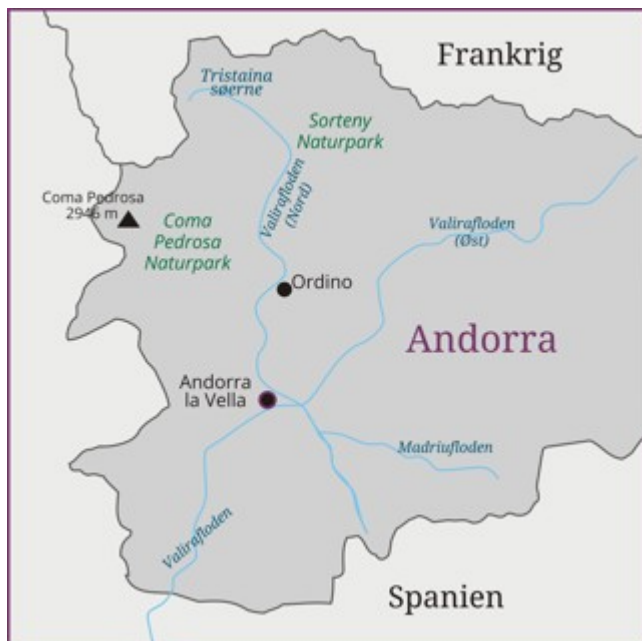 Frankrig
Tristaina
søerne
Sorteny
Naturpark
Valirafloden
(Nord)
Coma Pedrosa
2946 m
Coma
Pedrosa
Naturpark
Valirafloden
(Øst)
Ordino
Andorra
Andorra
la Vella
Madriufloden
Valirafloden
Spanien